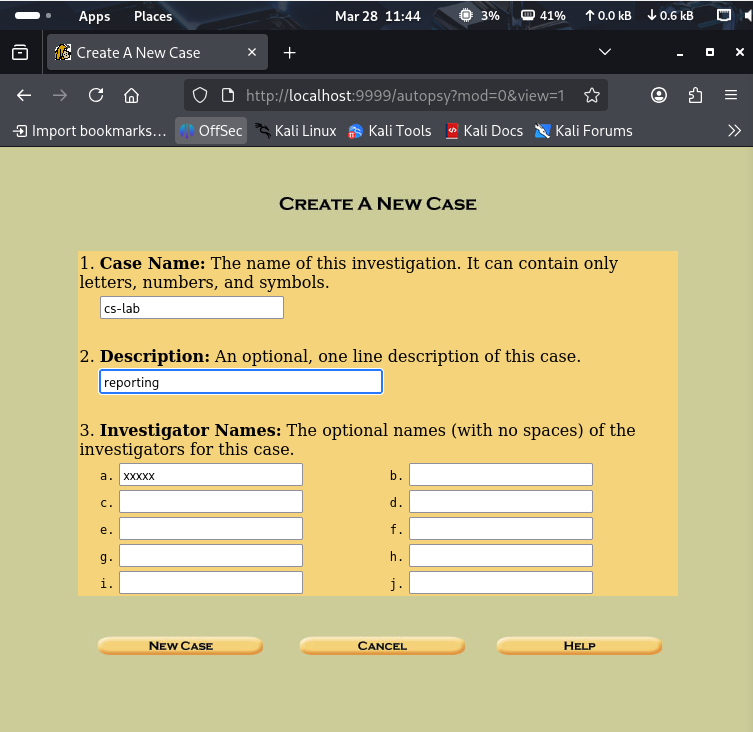 Apps Places Mar 28 11:44 3% 41% 0.0 kB 0.6 kB
Create A New Case
http://localhost:9999/autopsy?mod=0&view=1
Import bookmarks... OffSec Kali Linux Kali Tools Kali Docs Kali Forums
CREATE A NEW CASE
1. Case Name: The name of this investigation. It can contain only
letters, numbers, and symbols.
cs-lab
2. Description: An optional, one line description of this case.
reporting
3. Investigator Names: The optional names (with no spaces) of the
investigators for this case.
a. xxxxx b.
c. d.
e. f.
g. h.
i. j.
NEW CASE CANCEL HELP